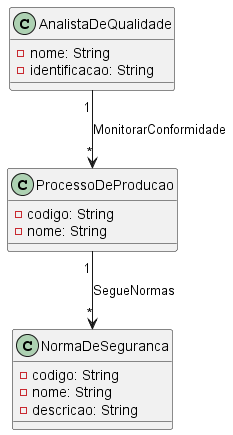 C AnalistaDeQualidade
nome: String
identificacao: String
1
MonitorarConformidade
*
C ProcessoDeProducao
codigo: String
nome: String
1
SegueNormas
*
C NormaDeSeguranca
codigo: String
nome: String
descricao: String